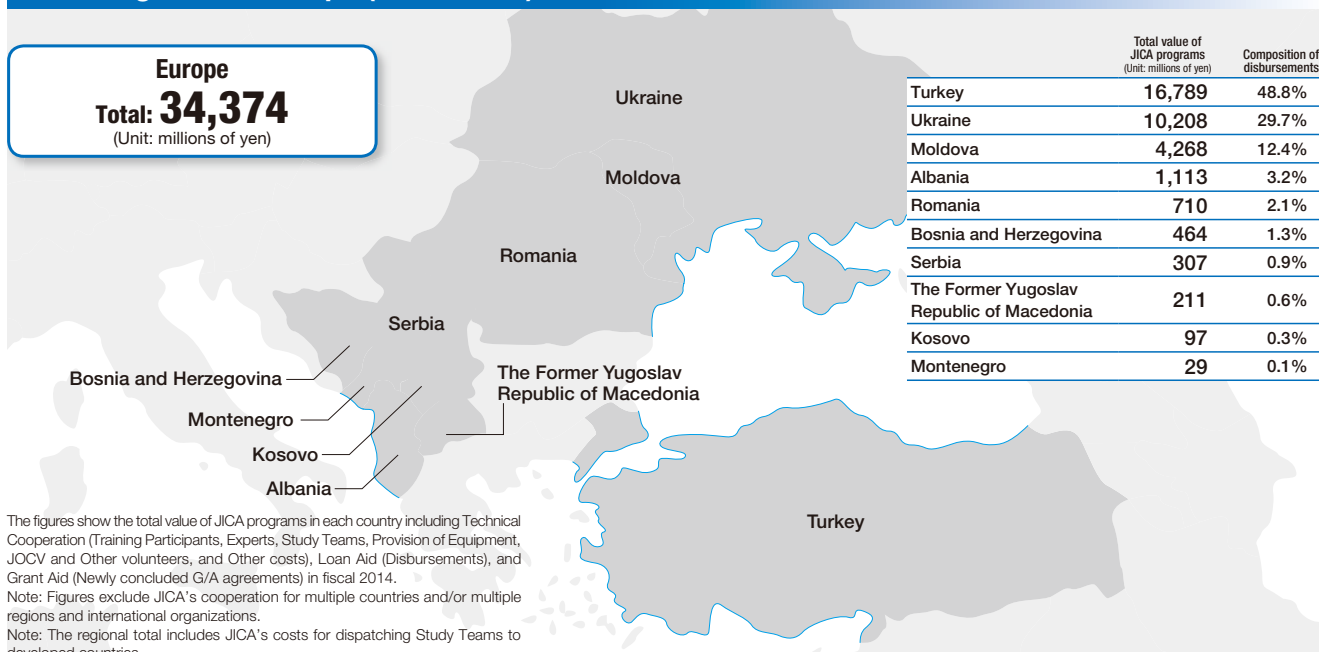 Europe
Total: 34,374
(Unit: millions of yen)
Total value of
JICA programs
(Unit: millions of yen)
Composition of
disbursements
Turkey 16,789 48.8%
Ukraine 10,208 29.7%
Moldova 4,268 12.4%
Albania 1,113 3.2%
Romania 710 2.1%
Bosnia and Herzegovina 464 1.3%
Serbia 307 0.9%
The Former Yugoslav
Republic of Macedonia 211 0.6%
Kosovo 97 0.3%
Montenegro 29 0.1%
Ukraine
Moldova
Romania
Serbia
Bosnia and Herzegovina
The Former Yugoslav
Republic of Macedonia
Montenegro
Kosovo
Albania
Turkey
The figures show the total value of JICA programs in each country including Technical
Cooperation (Training Participants, Experts, Study Teams, Provision of Equipment,
JOCV and Other volunteers, and Other costs), Loan Aid (Disbursements), and
Grant Aid (Newly concluded G/A agreements) in fiscal 2014.
Note: Figures exclude JICA's cooperation for multiple countries and/or multiple
regions and international organizations.
Note: The regional total includes JICA's costs for dispatching Study Teams to
developed countries.